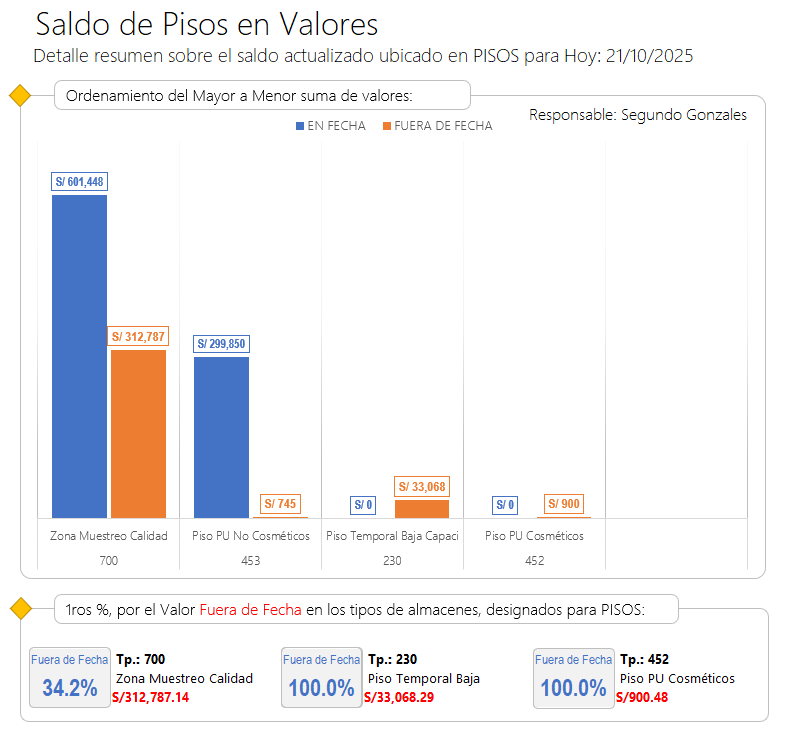 Saldo de Pisos en Valores
Detalle resumen sobre el saldo actualizado ubicado en PISOS para Hoy: 21/10/2025
Ordenamiento del Mayor a Menor suma de valores:
Responsable: Segundo Gonzales
EN FECHA FUERA DE FECHA
S/ 601,448
S/ 312,787
S/ 299,850
S/ 745
S/ 0
S/ 33,068
S/ 0
S/ 900
Zona Muestreo Calidad Piso PU No Cosméticos Piso Temporal Baja Capaci Piso PU Cosméticos
700 453 230 452
1ros %, por el Valor Fuera de Fecha en los tipos de almacenes, designados para PISOS:
Fuera de Fecha
34.2%
Tp.: 700
Zona Muestreo Calidad
S/312,787.14
Fuera de Fecha
100.0%
Tp.: 230
Piso Temporal Baja
S/33,068.29
Fuera de Fecha
100.0%
Tp.: 452
Piso PU Cosméticos
S/900.48